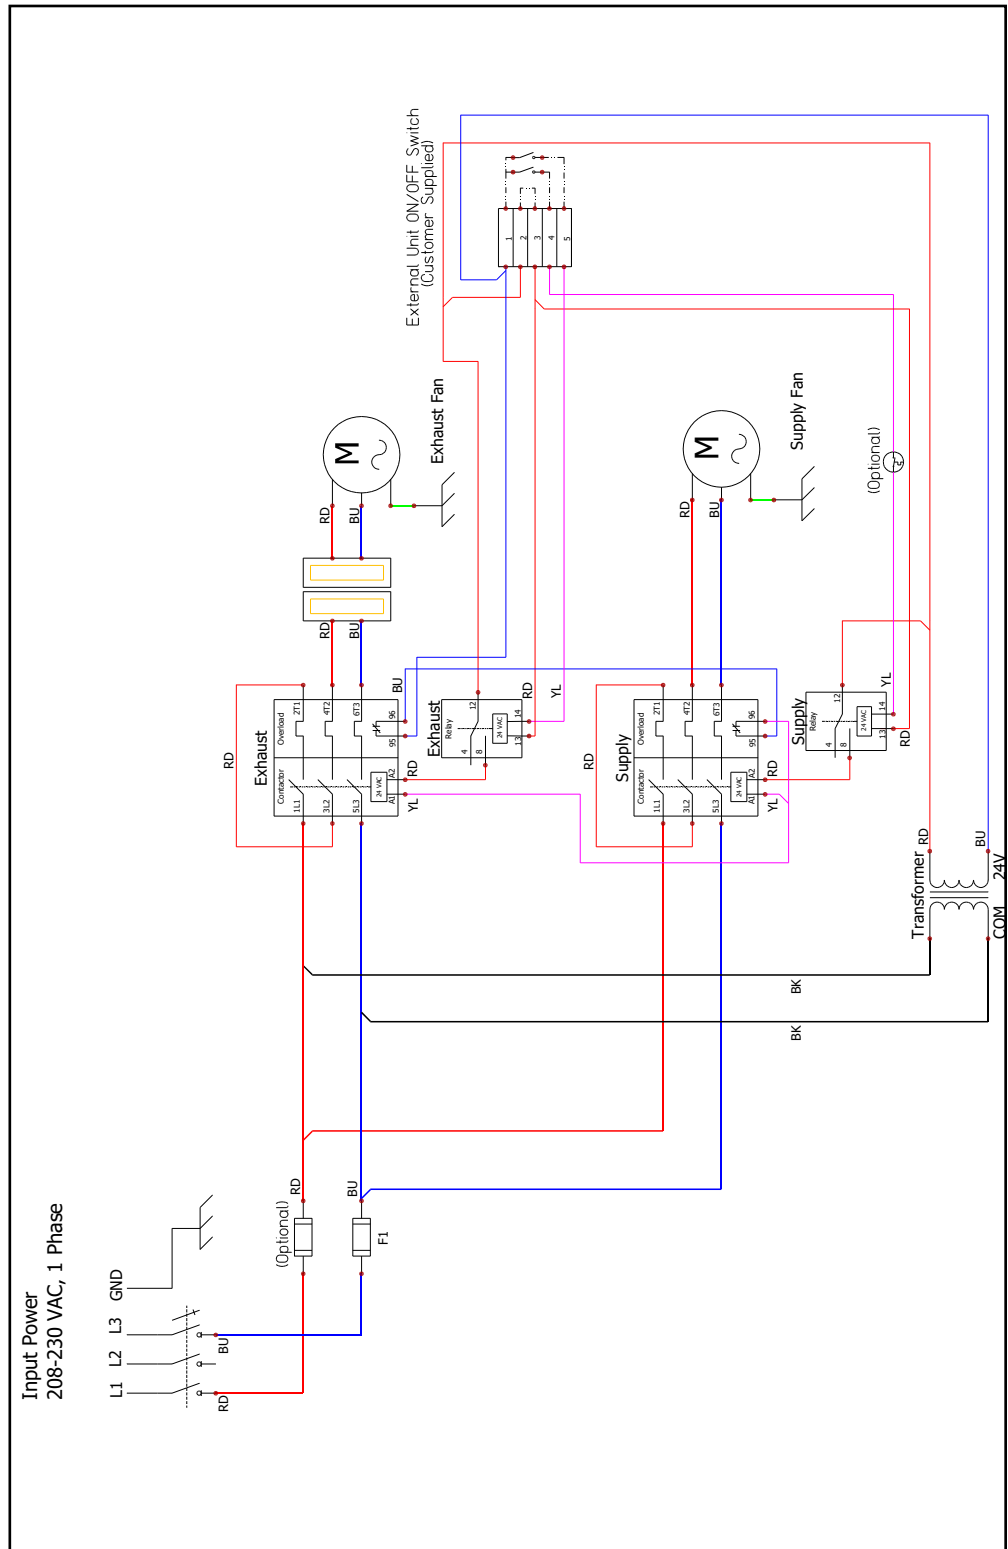 External Unit ON/OFF Switch
(Customer Supplied)
1
2
3
4
5
M
Exhaust Fan
RD
BU
RD
BU
M
Supply Fan
RD
BU
(Optional)
RD
Exhaust
Contactor
Overload
1L1
3L2
5L3
2T1
4T2
6T3
24 VAC
A1
A2
95
96
BU
RD
YL
Exhaust
Relay
4
8
12
24 VAC
13
14
RD
YL
RD
Supply
Contactor
Overload
1L1
3L2
5L3
2T1
4T2
6T3
24 VAC
A1
A2
95
96
RD
YL
Supply
Relay
4
8
12
24 VAC
13
14
YL
RD
Transformer
RD
BU
24V
COM
BK
BK
(Optional)
RD
BU
F1
Input Power
208-230 VAC, 1 Phase
L1
L2
L3
GND
RD
BU